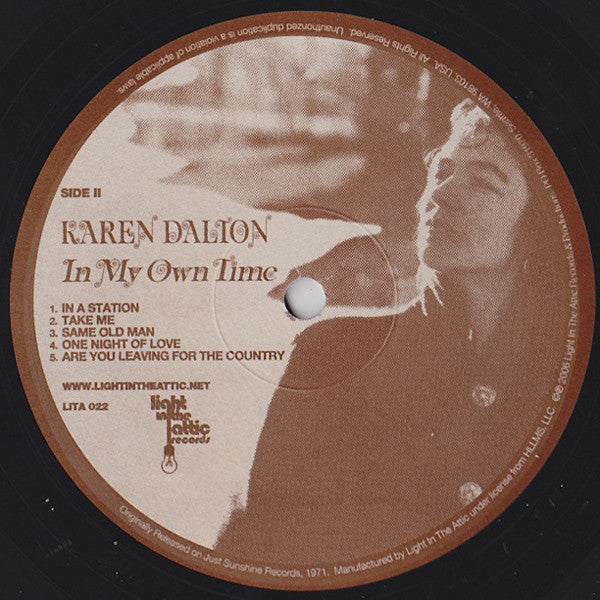 SIDE II
KAREN DALTON
In My Own Time
1. IN A STATION
2. TAKE ME
3. SAME OLD MAN
4. ONE NIGHT OF LOVE
5. ARE YOU LEAVING FOR THE COUNTRY
WWW.LIGHTINTHEATTIC.NET
LITA 022
light
in the
attic
records
Originally Released on Just Sunshine Records, 1971. Manufactured by Light In The Attic under license from HLLMS, LLC. ©℗ 2006 Light In The Attic Records & Productions, PO Box 31970 Seattle, WA 98103, USA. All Rights Reserved. Unauthorized duplication is a violation of applicable laws.